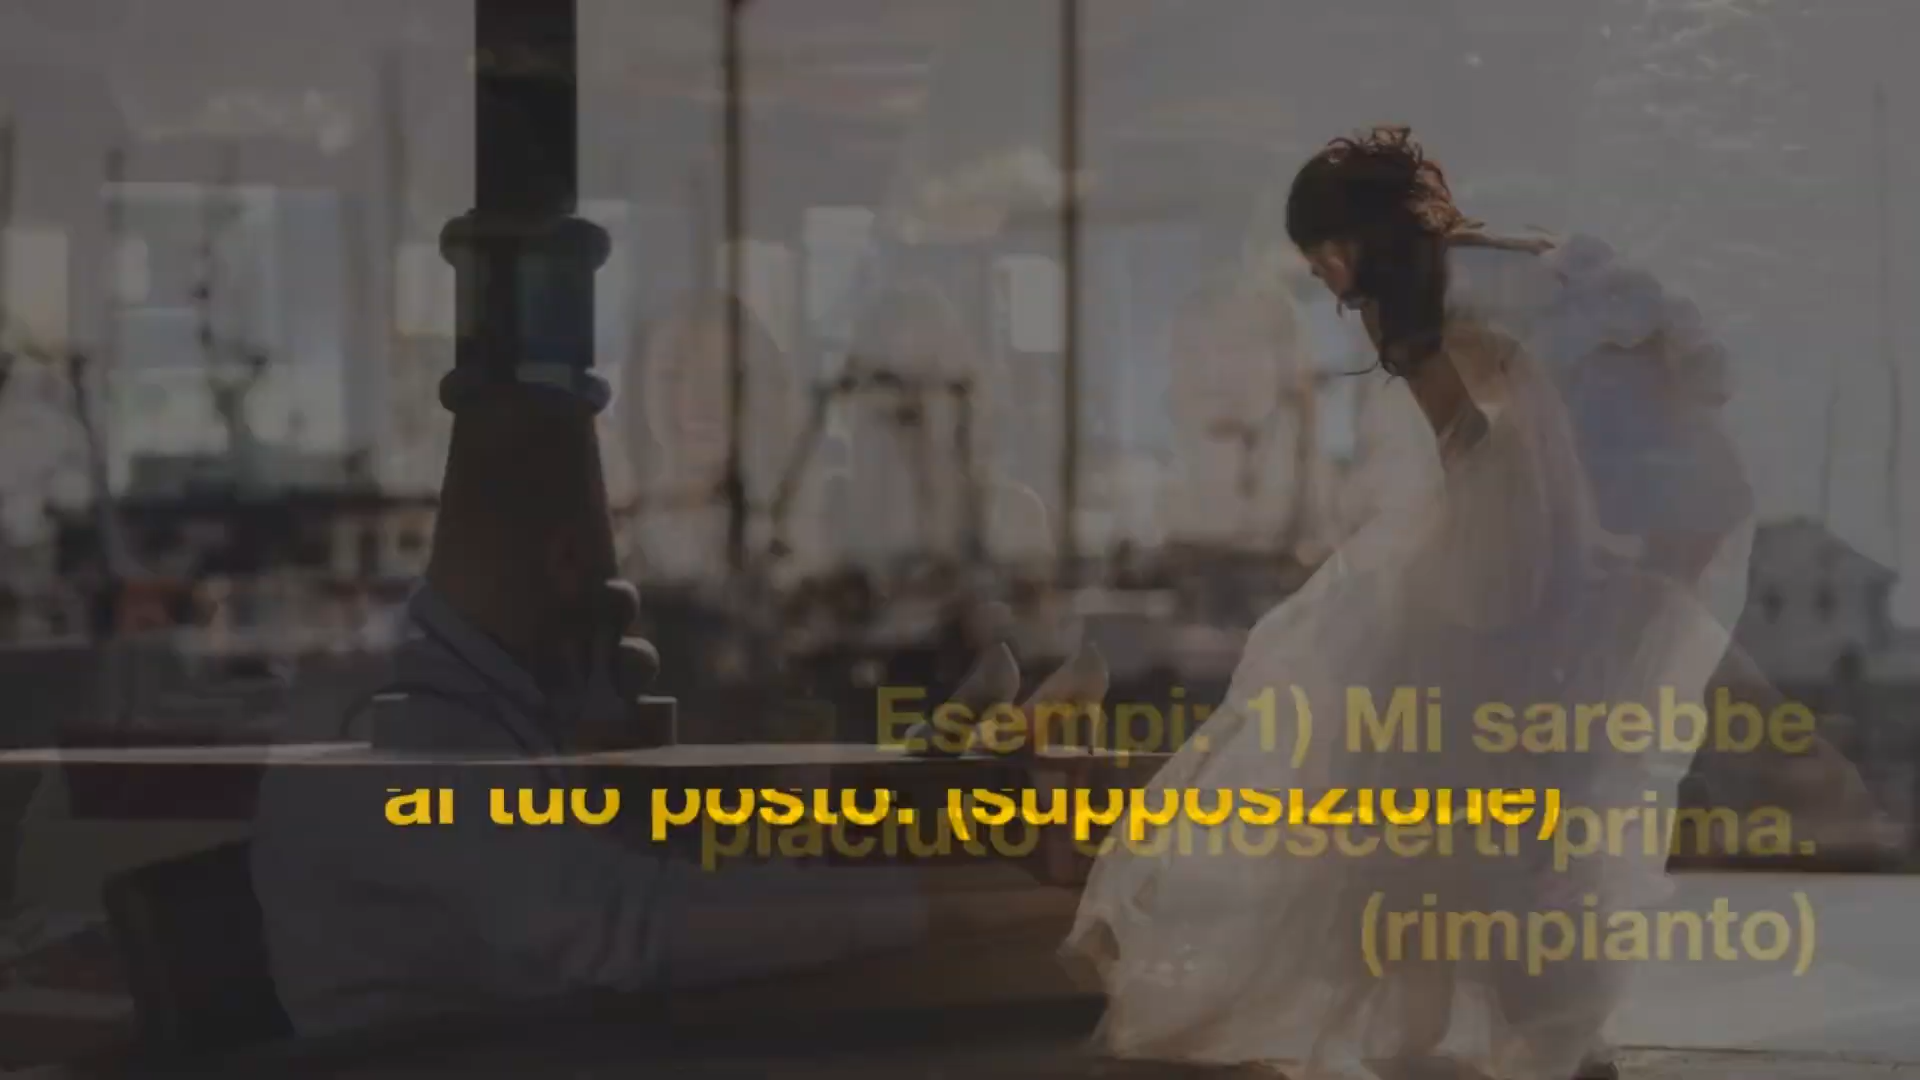 Esempi: 1) Mi sarebbe
piaciuto conoscerti prima.
(rimpianto)
al tuo posto. (supposizione)